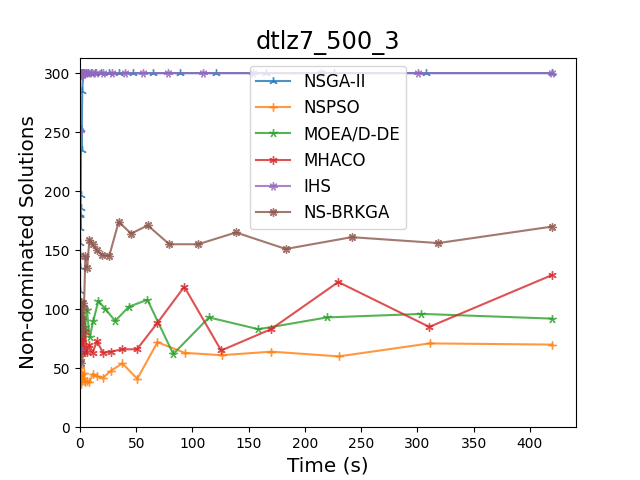 dtlz7_500_3
Non-dominated Solutions
300
250
200
150
100
50
0
NSGA-II
NSPSO
MOEA/D-DE
MHACO
IHS
NS-BRKGA
0 50 100 150 200 250 300 350 400
Time (s)